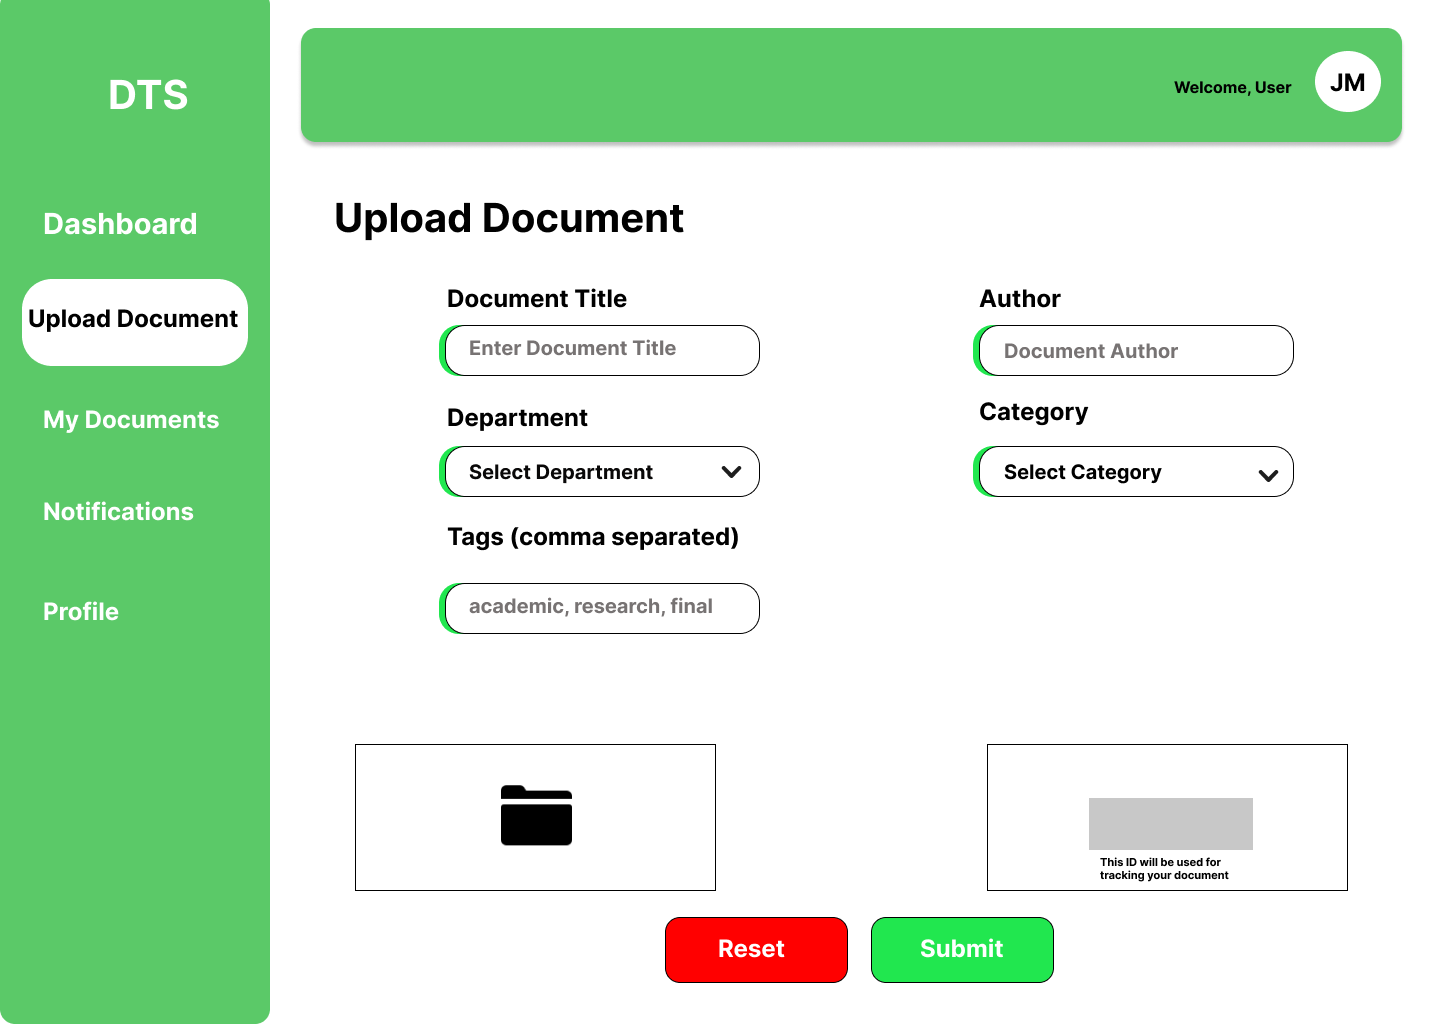 DTS
Dashboard
Upload Document
My Documents
Notifications
Profile
Welcome, User
JM
Upload Document
Document Title
Enter Document Title
Author
Document Author
Department
Select Department
Category
Select Category
Tags (comma separated)
academic, research, final
This ID will be used for
tracking your document
Reset
Submit